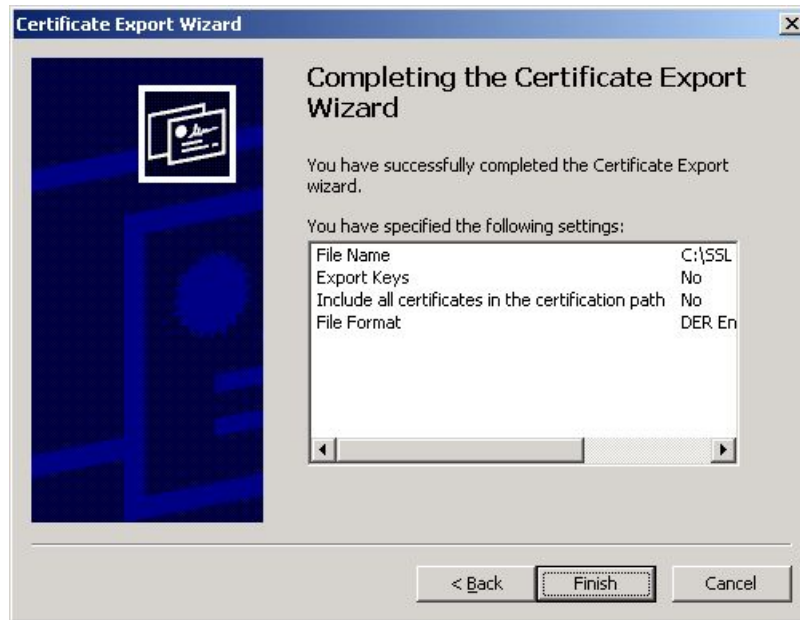 Certificate Export Wizard
Completing the Certificate Export
Wizard
You have successfully completed the Certificate Export
wizard.
You have specified the following settings:
File Name C:\SSL
Export Keys No
Include all certificates in the certification path No
File Format DER En
< Back Finish Cancel